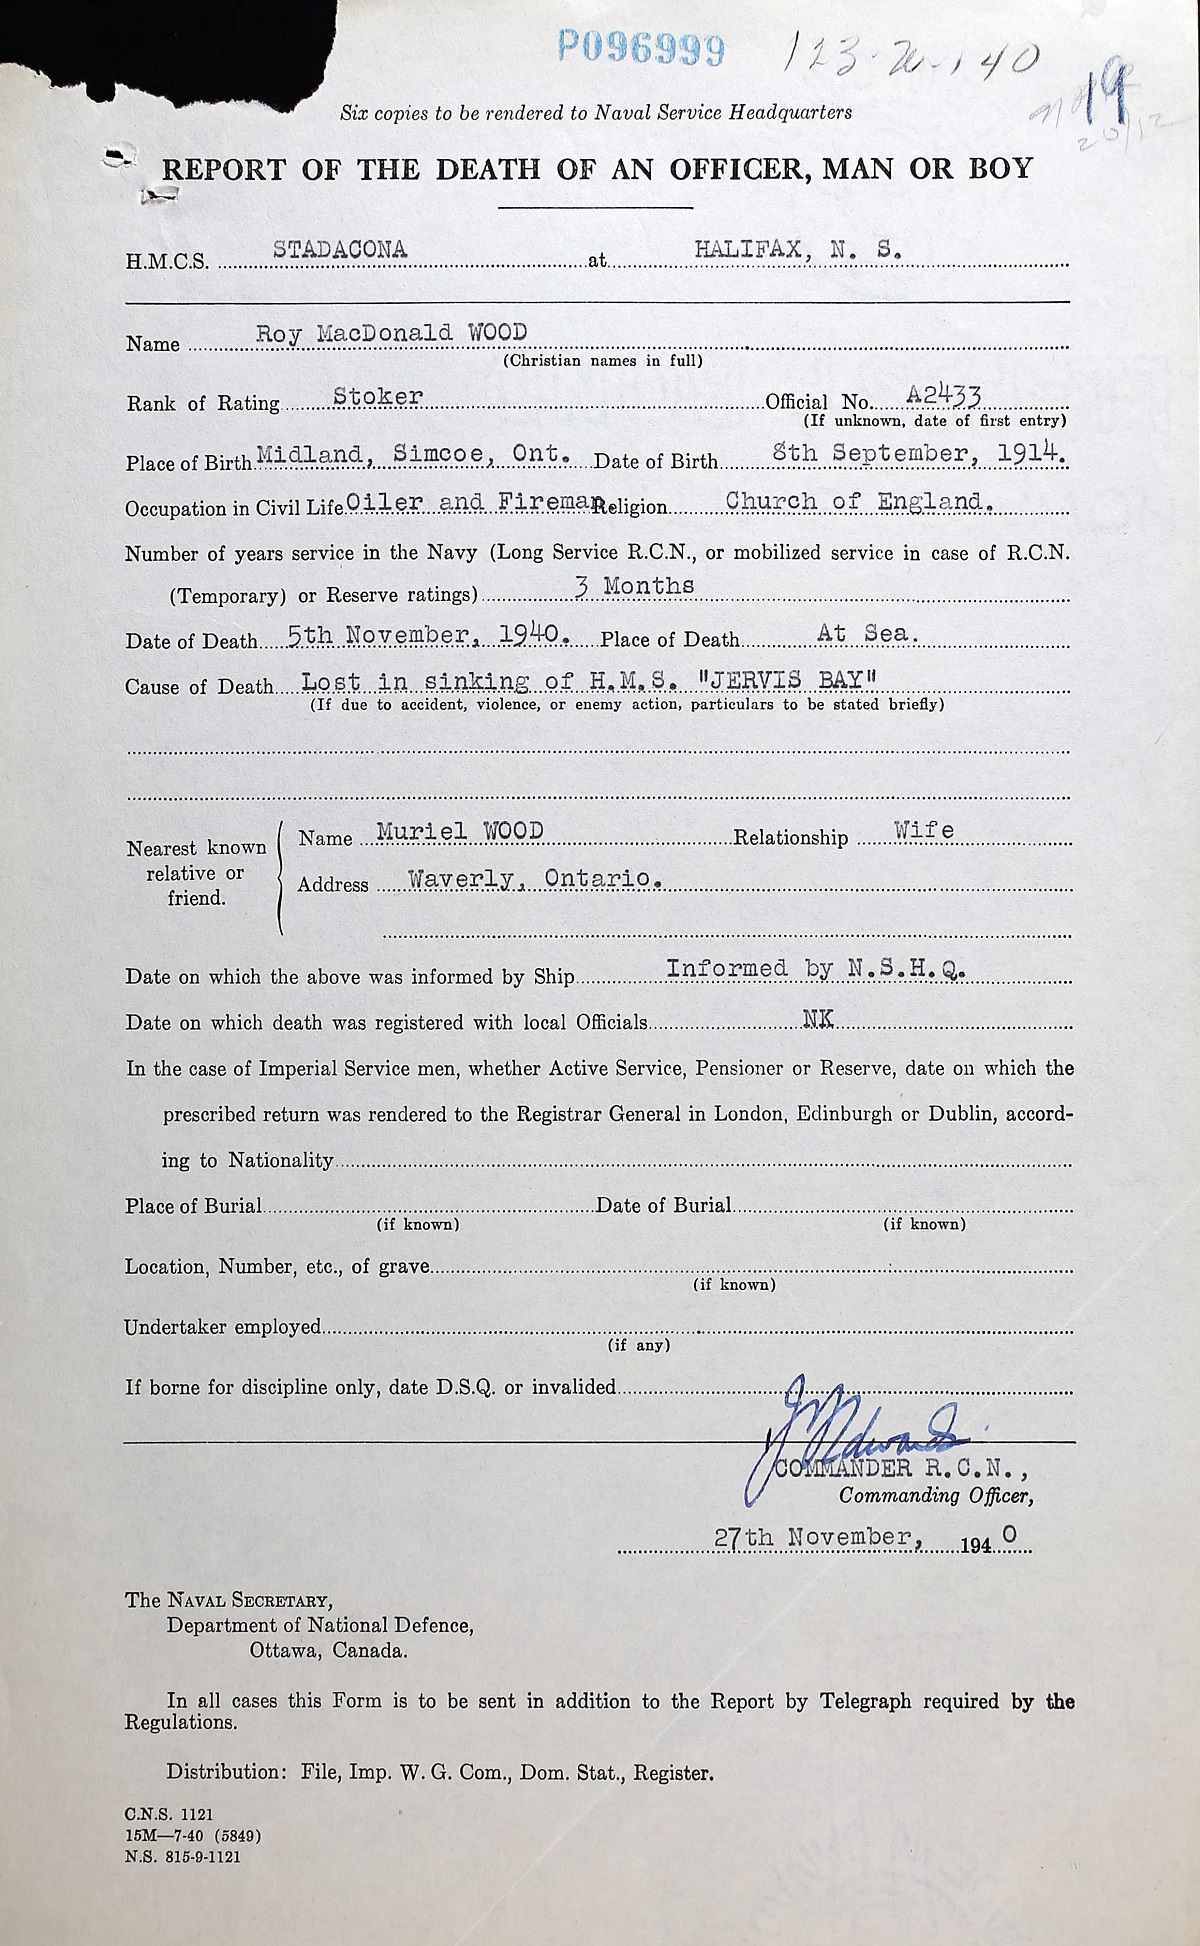 P096999
19
Six copies to be rendered to Naval Service Headquarters
REPORT OF THE DEATH OF AN OFFICER, MAN OR BOY
H.M.C.S. STADACONA at HALIFAX, N. S.
Name Roy MacDonald WOOD
(Christian names in full)
Rank of Rating Stoker Official No. A2433
(If unknown, date of first entry)
Place of Birth Midland, Simcoe, Ont. Date of Birth 8th September, 1914.
Occupation in Civil Life Oiler and Fireman. Religion Church of England.
Number of years service in the Navy (Long Service R.C.N., or mobilized service in case of R.C.N.
(Temporary) or Reserve ratings) 3 Months
Date of Death 5th November, 1940. Place of Death At Sea.
Cause of Death Lost in sinking of H.M.S. "JERVIS BAY"
(If due to accident, violence, or enemy action, particulars to be stated briefly)
Nearest known relative or friend.
Name Muriel WOOD Relationship Wife
Address Waverly, Ontario.
Date on which the above was informed by Ship Informed by N.S.H.Q.
Date on which death was registered with local Officials NK
In the case of Imperial Service men, whether Active Service, Pensioner or Reserve, date on which the
prescribed return was rendered to the Registrar General in London, Edinburgh or Dublin, accord-
ing to Nationality
Place of Burial Date of Burial
(if known) (if known)
Location, Number, etc., of grave
(if known)
Undertaker employed
(if any)
If borne for discipline only, date D.S.Q. or invalided
COMMANDER R.C.N.,
Commanding Officer,
27th November, 1940
The NAVAL SECRETARY,
Department of National Defence,
Ottawa, Canada.
In all cases this Form is to be sent in addition to the Report by Telegraph required by the
Regulations.
Distribution: File, Imp. W. G. Com., Dom. Stat., Register.
C.N.S. 1121
15M—7-40 (5849)
N.S. 815-9-1121